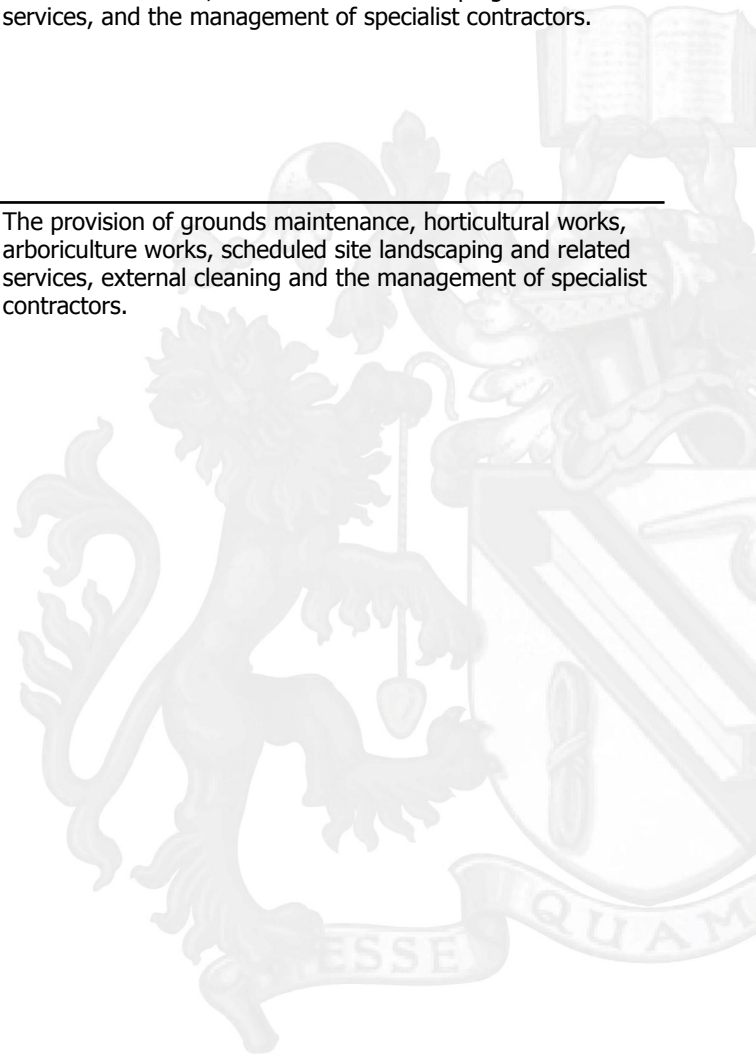 services, and the management of specialist contractors.
The provision of grounds maintenance, horticultural works,
arboriculture works, scheduled site landscaping and related
services, external cleaning and the management of specialist
contractors.
ESSE
QUAM